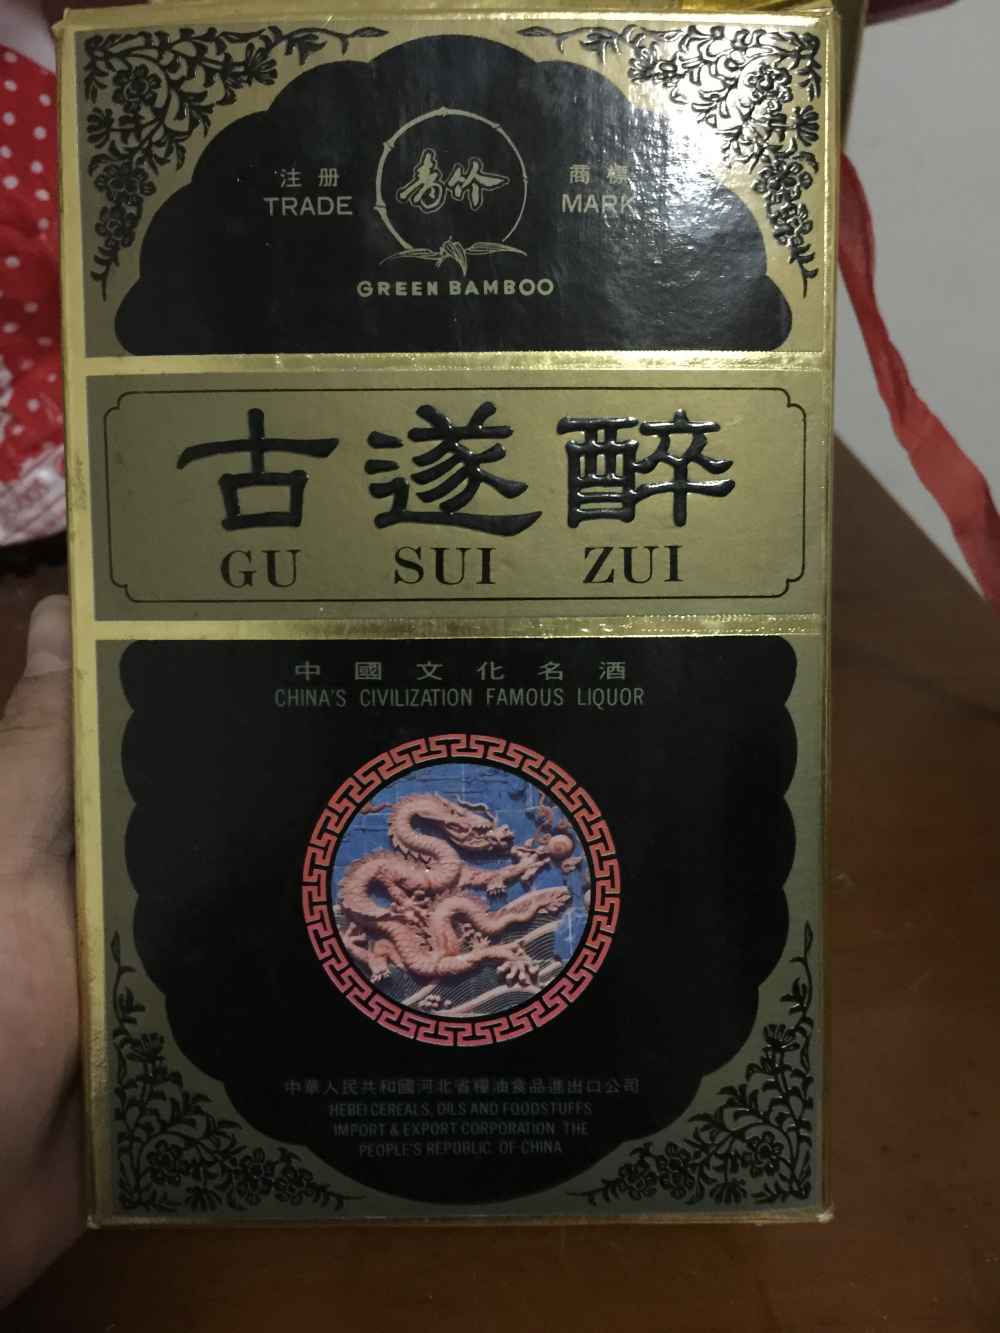 注册 青竹 商標
TRADE MARK
GREEN BAMBOO
古遂醉
GU SUI ZUI
中國文化名酒
CHINA'S CIVILIZATION FAMOUS LIQUOR
中華人民共和國河北省糧油食品進出口公司
HEBEI CEREALS, OILS AND FOODSTUFFS
IMPORT & EXPORT CORPORATION THE
PEOPLE'S REPUBLIC OF CHINA